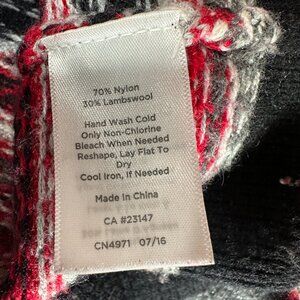 70% Nylon
30% Lambswool
Hand Wash Cold
Only Non-Chlorine
Bleach When Needed
Reshape, Lay Flat To
Dry
Cool Iron, If Needed
Made In China
CA #23147
CN4971 07/16